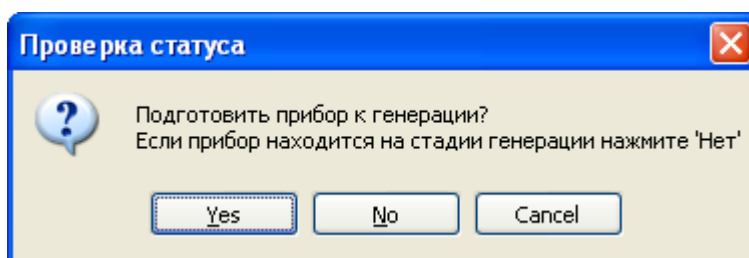 Проверка статуса
Подготовить прибор к генерации?
Если прибор находится на стадии генерации нажмите 'Нет'
Yes
No
Cancel